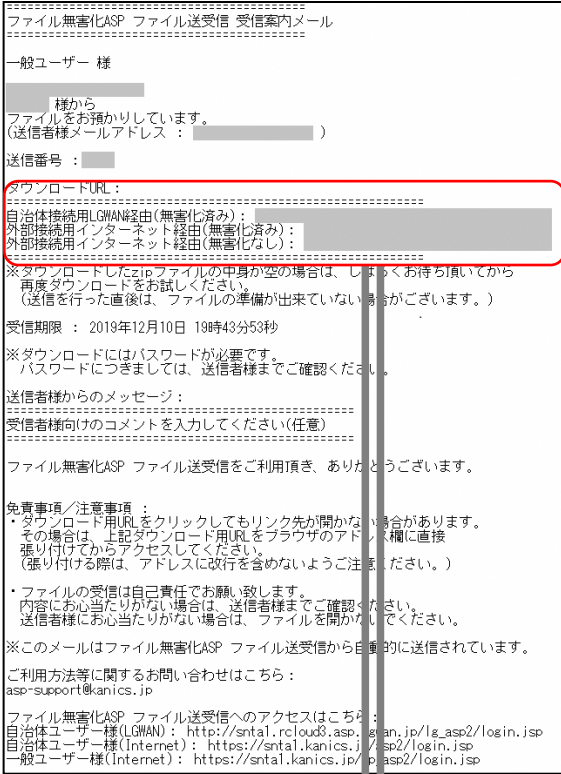 ============================================
ファイル無害化ASP ファイル送受信 受信案内メール
============================================
一般ユーザー 様
様から
ファイルをお預かりしています。
(送信者様メールアドレス : )
送信番号 :
ダウンロードURL:
============================================================
自治体接続用LGWAN経由(無害化済み):
外部接続用インターネット経由(無害化済み):
外部接続用インターネット経由(無害化なし):
============================================================
※ダウンロードしたzipファイルの中身が空の場合は、しばらくお待ち頂いてから
再度ダウンロードをお試しください。
(送信を行った直後は、ファイルの準備が出来ていない場合がございます。)
受信期限 : 2019年12月10日 19時43分53秒
※ダウンロードにはパスワードが必要です。
パスワードにつきましては、送信者様までご確認ください。
送信者様からのメッセージ:
==================================================
受信者様向けのコメントを入力してください(任意)
==================================================
ファイル無害化ASP ファイル送受信をご利用頂き、ありがとうございます。
免責事項/注意事項 :
・ダウンロード用URLをクリックしてもリンク先が開かない場合があります。
その場合は、上記ダウンロード用URLをブラウザのアドレス欄に直接
張り付けてからアクセスしてください。
(張り付ける際は、アドレスに改行を含めないようご注意ください。)
・ファイルの受信は自己責任でお願い致します。
内容にお心当たりがない場合は、送信者様までご確認ください。
送信者様にお心当たりがない場合は、ファイルを開かないでください。
※このメールはファイル無害化ASP ファイル送受信から自動的に送信されています。
ご利用方法等に関するお問い合わせはこちら:
asp-support@kanics.jp
ファイル無害化ASP ファイル送受信へのアクセスはこちら:
自治体ユーザー様(LGWAN): http://snta1.rcloud3.asp.lgwan.jp/lg_asp2/login.jsp
自治体ユーザー様(Internet): https://snta1.kanics.jp/ asp2/login.jsp
一般ユーザー様(Internet): https://snta1.kanics.jp/ p_asp2/login.jsp